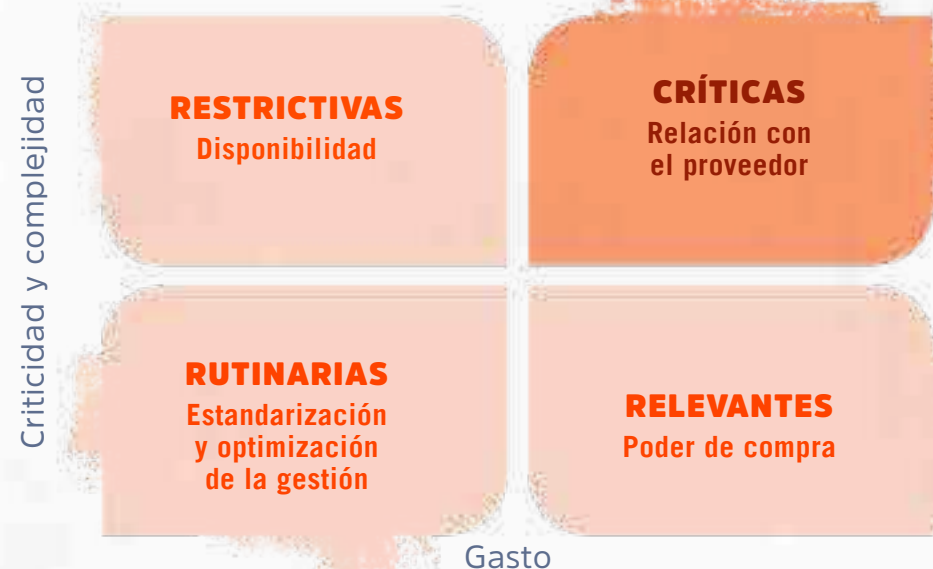 Criticidad y complejidad
RESTRICTIVAS
Disponibilidad
CRÍTICAS
Relación con
el proveedor
RUTINARIAS
Estandarización
y optimización
de la gestión
RELEVANTES
Poder de compra
Gasto